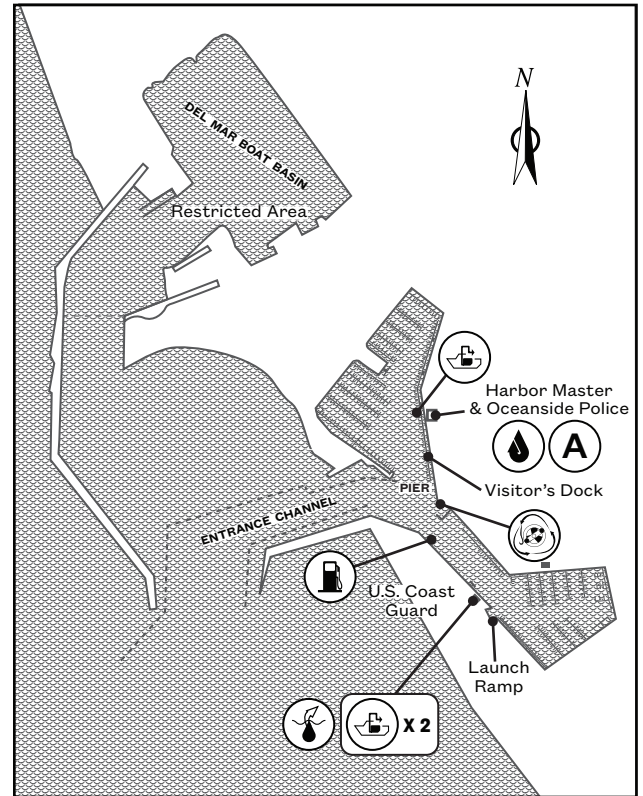 N
DEL MAR BOAT BASIN
Restricted Area
Harbor Master
& Oceanside Police
A
Visitor's Dock
PIER
ENTRANCE CHANNEL
U.S. Coast
Guard
Launch
Ramp
X 2